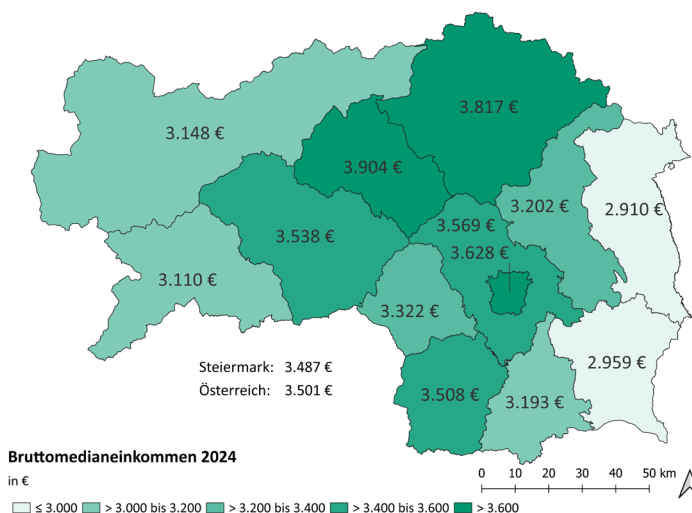 3.817 €
3.148 €
3.904 €
3.202 €
2.910 €
3.569 €
3.538 €
3.628 €
3.110 €
3.322 €
Steiermark: 3.487 €
2.959 €
Österreich: 3.501 €
3.508 €
3.193 €
Bruttomedianeinkommen 2024
in €
0 10 20 30 40 50 km
≤ 3.000 > 3.000 bis 3.200 > 3.200 bis 3.400 > 3.400 bis 3.600 > 3.600